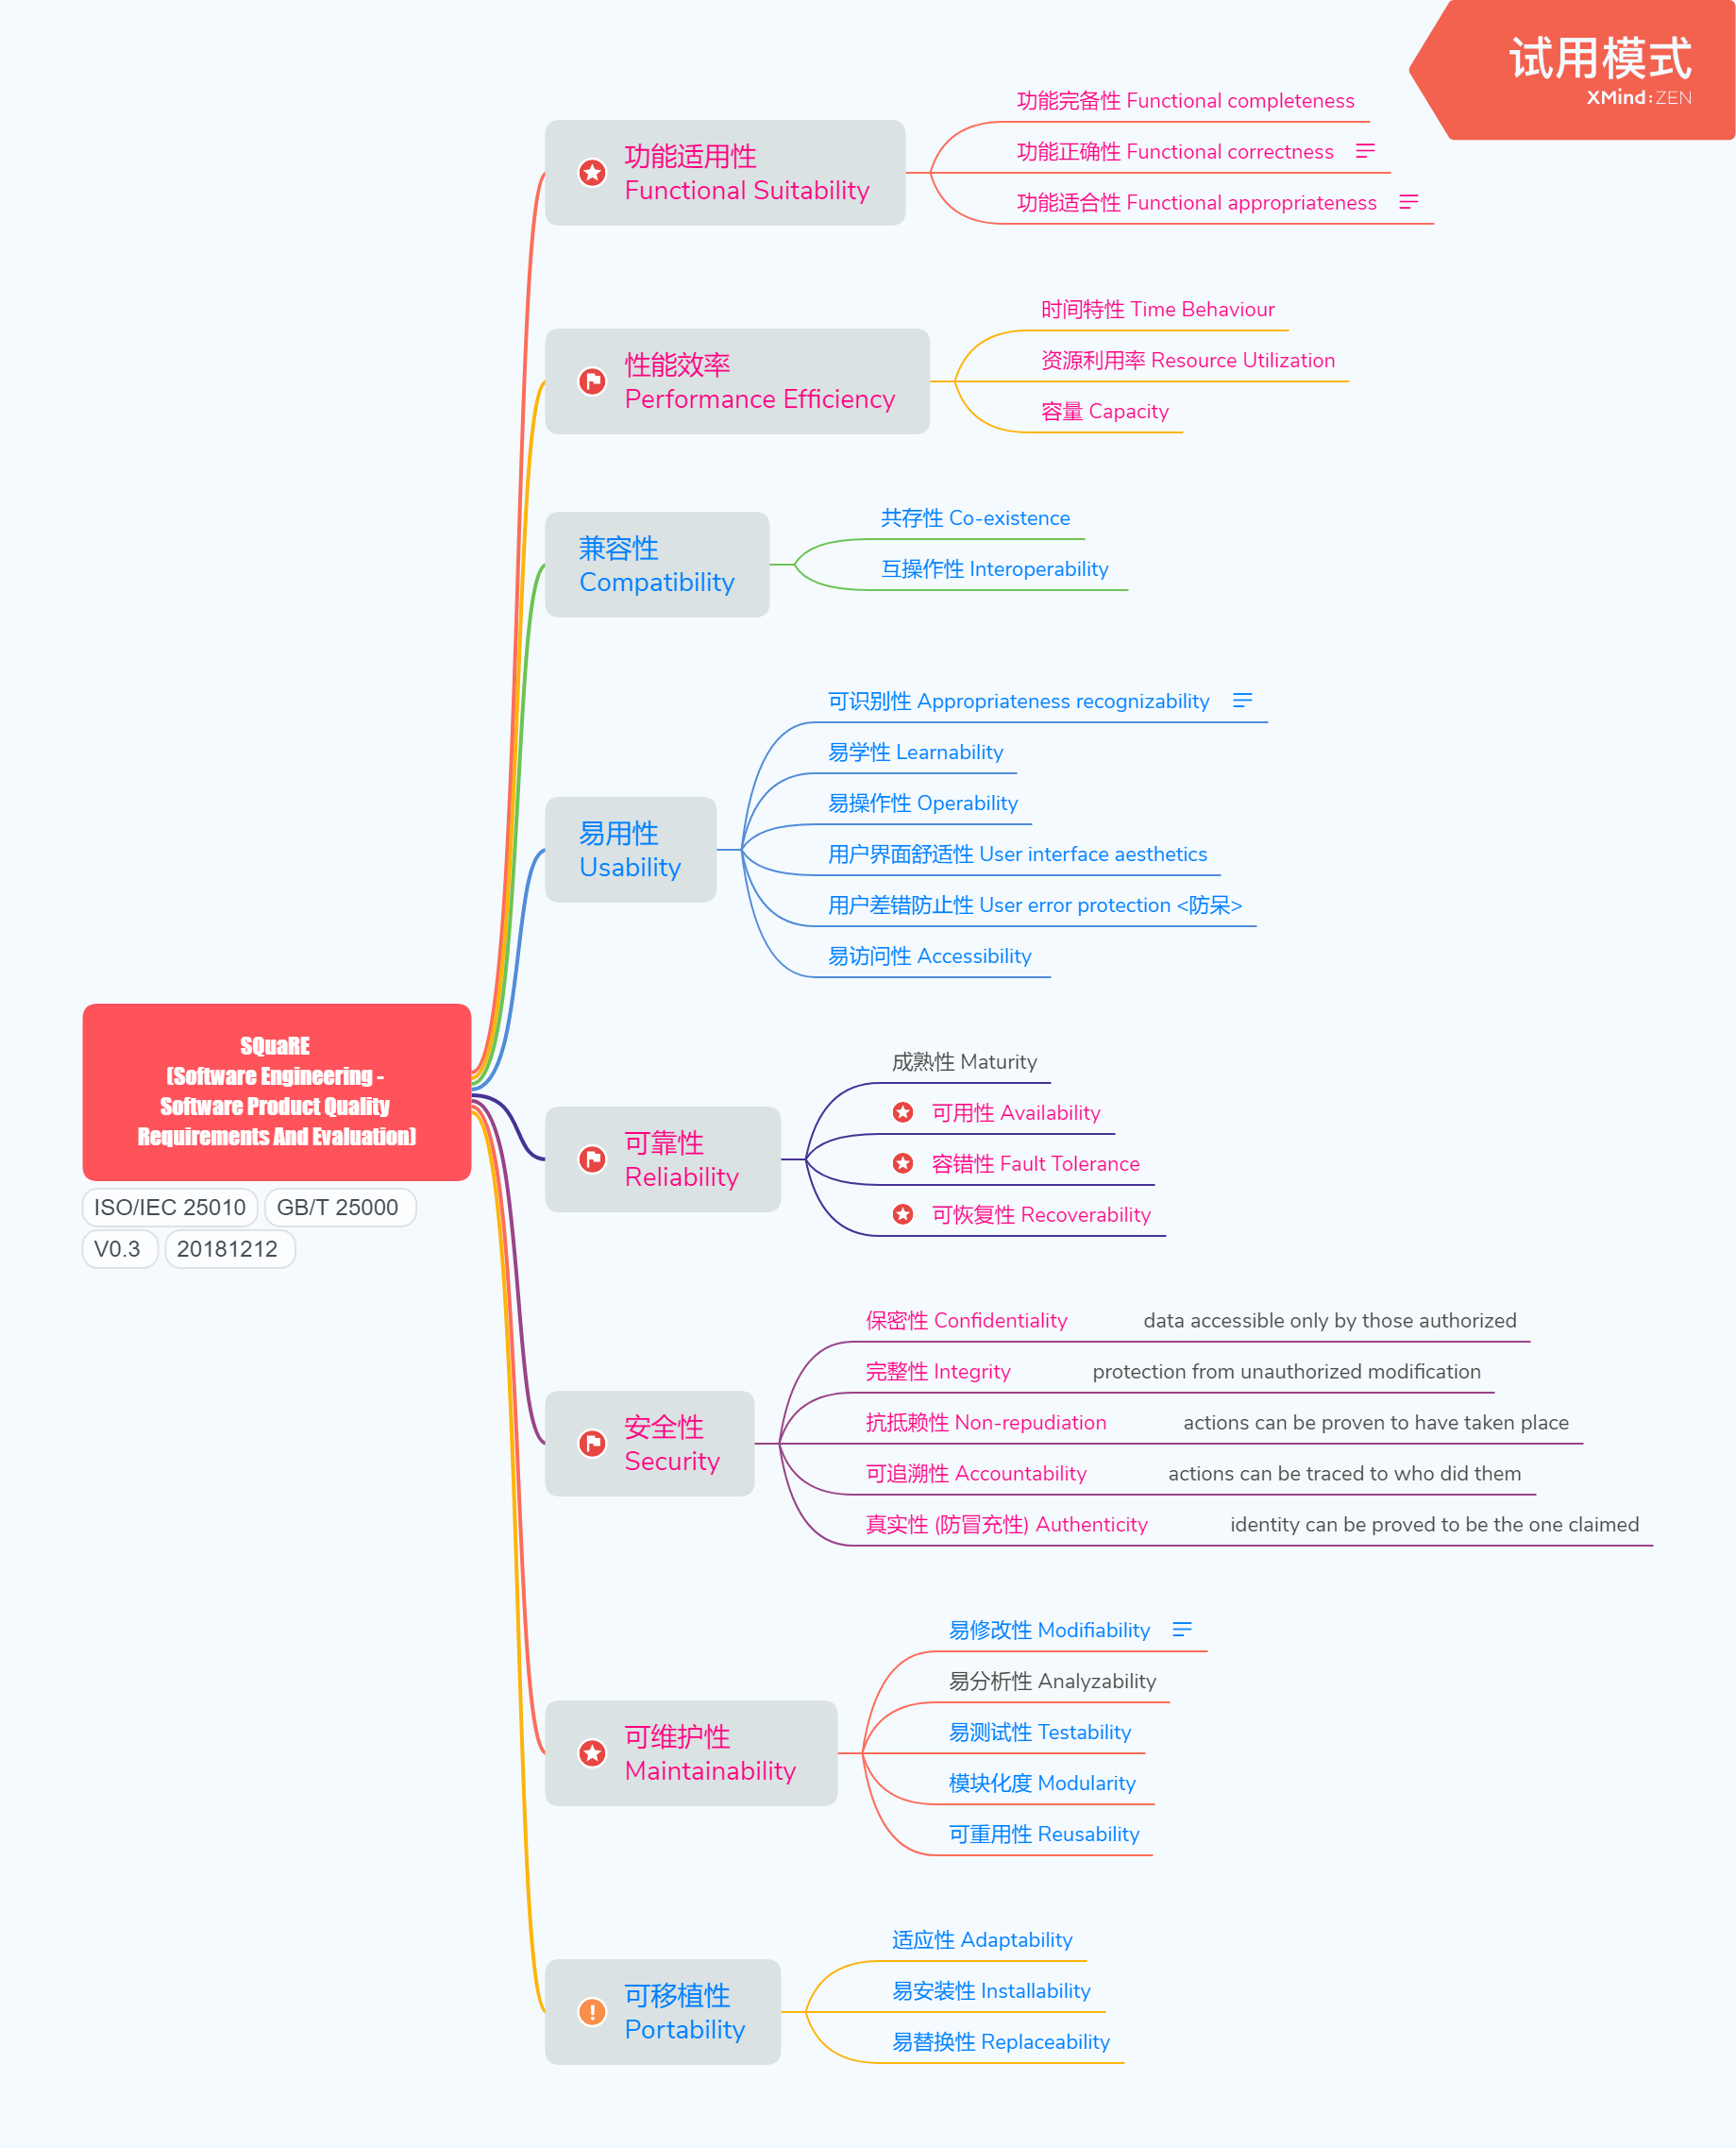 试用模式
XMind:ZEN
功能适用性
Functional Suitability
功能完备性 Functional completeness
功能正确性 Functional correctness
功能适合性 Functional appropriateness
性能效率
Performance Efficiency
时间特性 Time Behaviour
资源利用率 Resource Utilization
容量 Capacity
兼容性
Compatibility
共存性 Co-existence
互操作性 Interoperability
易用性
Usability
可识别性 Appropriateness recognizability
易学性 Learnability
易操作性 Operability
用户界面舒适性 User interface aesthetics
用户差错防止性 User error protection <防呆>
易访问性 Accessibility
SQuaRE
(Software Engineering -
Software Product Quality
Requirements And Evaluation)
ISO/IEC 25010 GB/T 25000
V0.3 20181212
可靠性
Reliability
成熟性 Maturity
可用性 Availability
容错性 Fault Tolerance
可恢复性 Recoverability
安全性
Security
保密性 Confidentiality data accessible only by those authorized
完整性 Integrity protection from unauthorized modification
抗抵赖性 Non-repudiation actions can be proven to have taken place
可追溯性 Accountability actions can be traced to who did them
真实性 (防冒充性) Authenticity identity can be proved to be the one claimed
可维护性
Maintainability
易修改性 Modifiability
易分析性 Analyzability
易测试性 Testability
模块化度 Modularity
可重用性 Reusability
可移植性
Portability
适应性 Adaptability
易安装性 Installability
易替换性 Replaceability